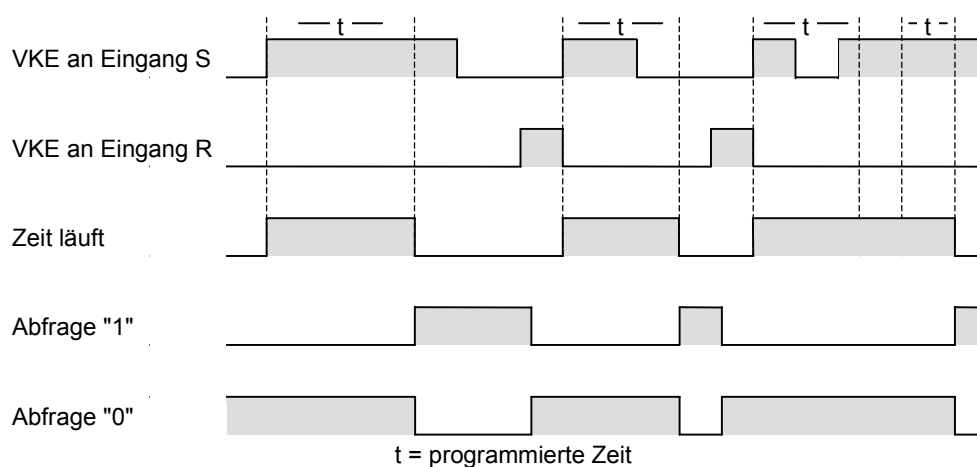 t t t t
VKE an Eingang S
VKE an Eingang R
Zeit läuft
Abfrage "1"
Abfrage "0"
t = programmierte Zeit